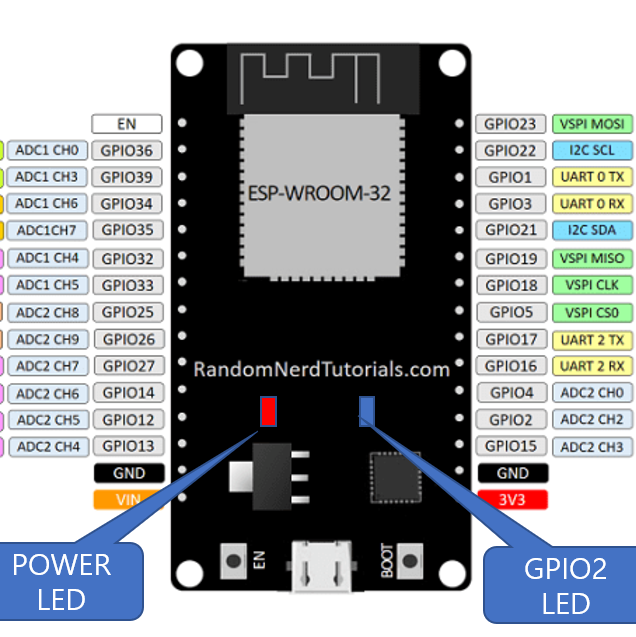 EN
GPIO23 VSPI MOSI
ADC1 CH0 GPIO36
GPIO22 I2C SCL
ADC1 CH3 GPIO39
GPIO1 UART 0 TX
ADC1 CH6 GPIO34
ESP-WROOM-32
GPIO3 UART 0 RX
ADC1CH7 GPIO35
GPIO21 I2C SDA
ADC1 CH4 GPIO32
GPIO19 VSPI MISO
ADC1 CH5 GPIO33
GPIO18 VSPI CLK
ADC2 CH8 GPIO25
GPIO5 VSPI CS0
ADC2 CH9 GPIO26
GPIO17 UART 2 TX
ADC2 CH7 GPIO27
RandomNerdTutorials.com
GPIO16 UART 2 RX
ADC2 CH6 GPIO14
GPIO4 ADC2 CH0
ADC2 CH5 GPIO12
GPIO2 ADC2 CH2
ADC2 CH4 GPIO13
GPIO15 ADC2 CH3
GND
GND
VIN
3V3
EN
BOOT
POWER
LED
GPIO2
LED